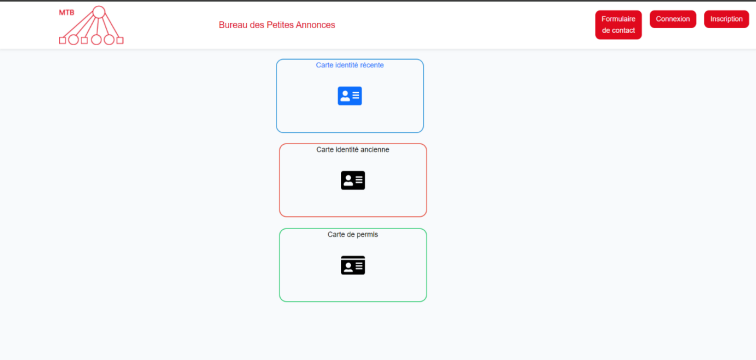 MTB
Bureau des Petites Annonces
Formulaire
de contact
Connexion
Inscription
Carte identité récente
Carte identité ancienne
Carte de permis